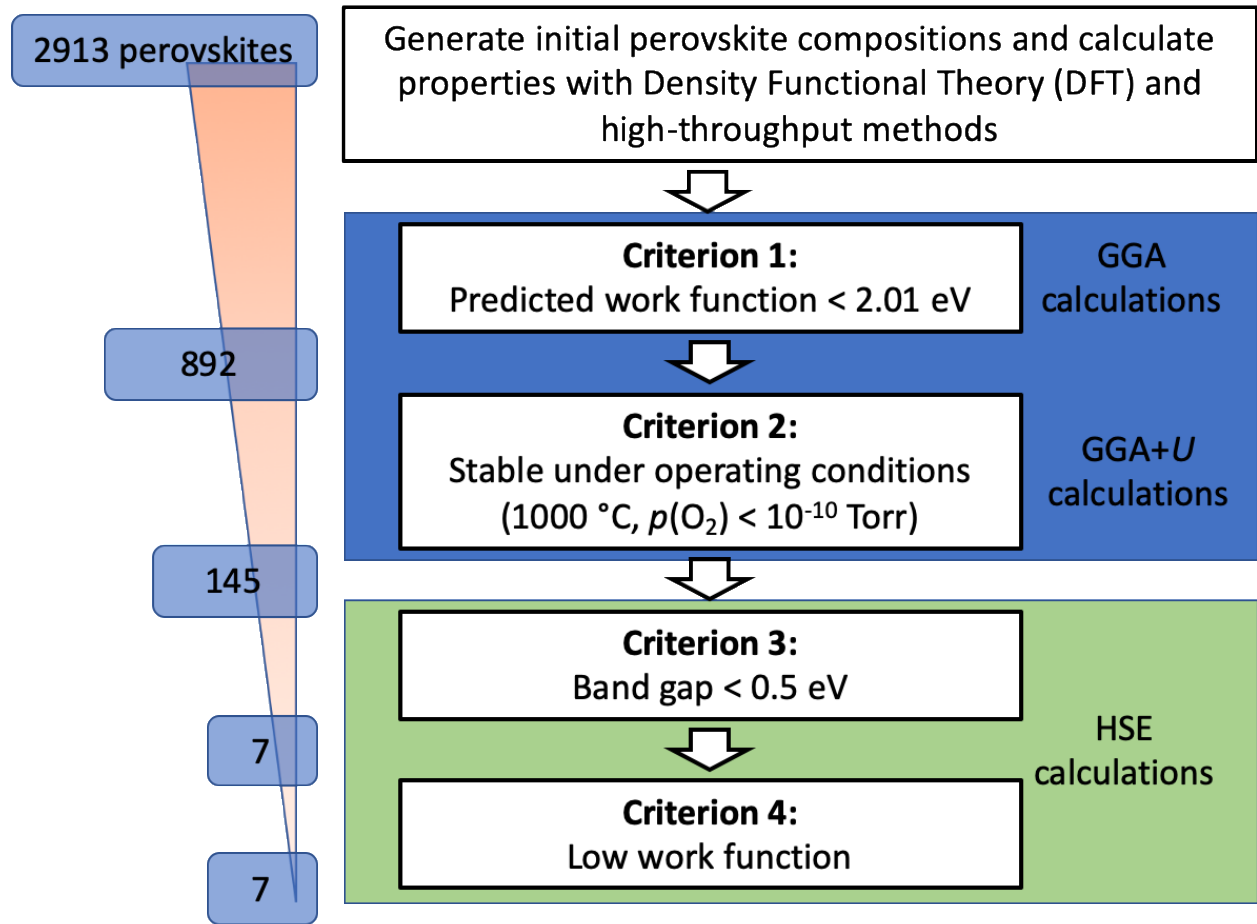 2913 perovskites
Generate initial perovskite compositions and calculate
properties with Density Functional Theory (DFT) and
high-throughput methods
Criterion 1:
Predicted work function < 2.01 eV
GGA
calculations
892
Criterion 2:
Stable under operating conditions
(1000 °C, p(O₂) < 10⁻¹⁰ Torr)
GGA+U
calculations
145
Criterion 3:
Band gap < 0.5 eV
7
HSE
calculations
Criterion 4:
Low work function
7